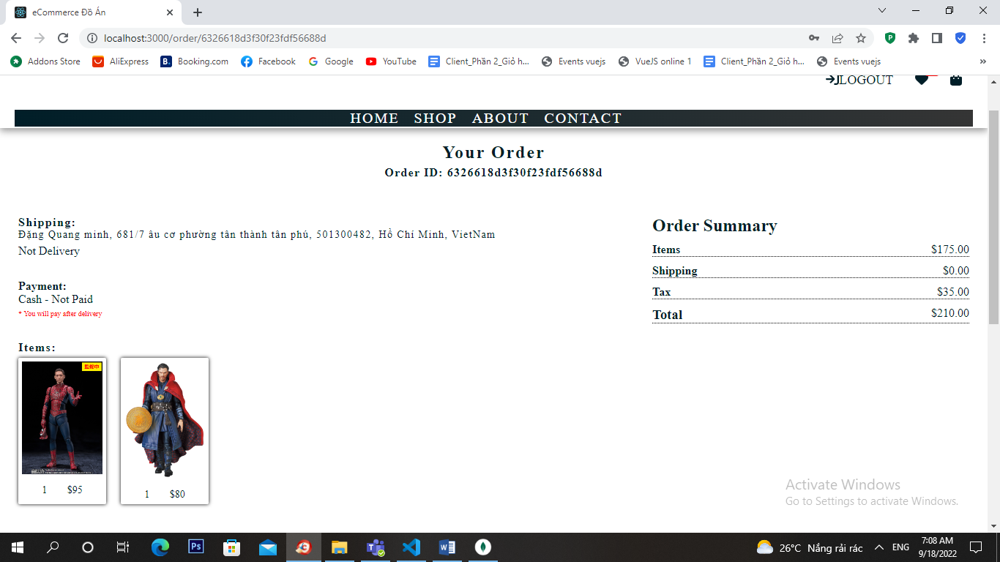 eCommerce Đồ Án
localhost:3000/order/6326618d3f30f23fdf56688d
Addons Store AliExpress B. Booking.com Facebook G Google YouTube Client_Phần 2_Giỏ h... Events vuejs VueJS online 1 Client_Phần 2_Giỏ h... Events vuejs »
LOGOUT
HOME SHOP ABOUT CONTACT
Your Order
Order ID: 6326618d3f30f23fdf56688d
Shipping:
Đặng Quang minh, 681/7 âu cơ phường tân thành tân phú, 501300482, Hồ Chí Minh, VietNam
Not Delivery
Payment:
Cash - Not Paid
* You will pay after delivery
Items:
監修中
1 $95
1 $80
Order Summary
Items $175.00
Shipping $0.00
Tax $35.00
Total $210.00
Activate Windows
Go to Settings to activate Windows.
Ps
26°C Nắng rải rác ENG
7:08 AM
9/18/2022